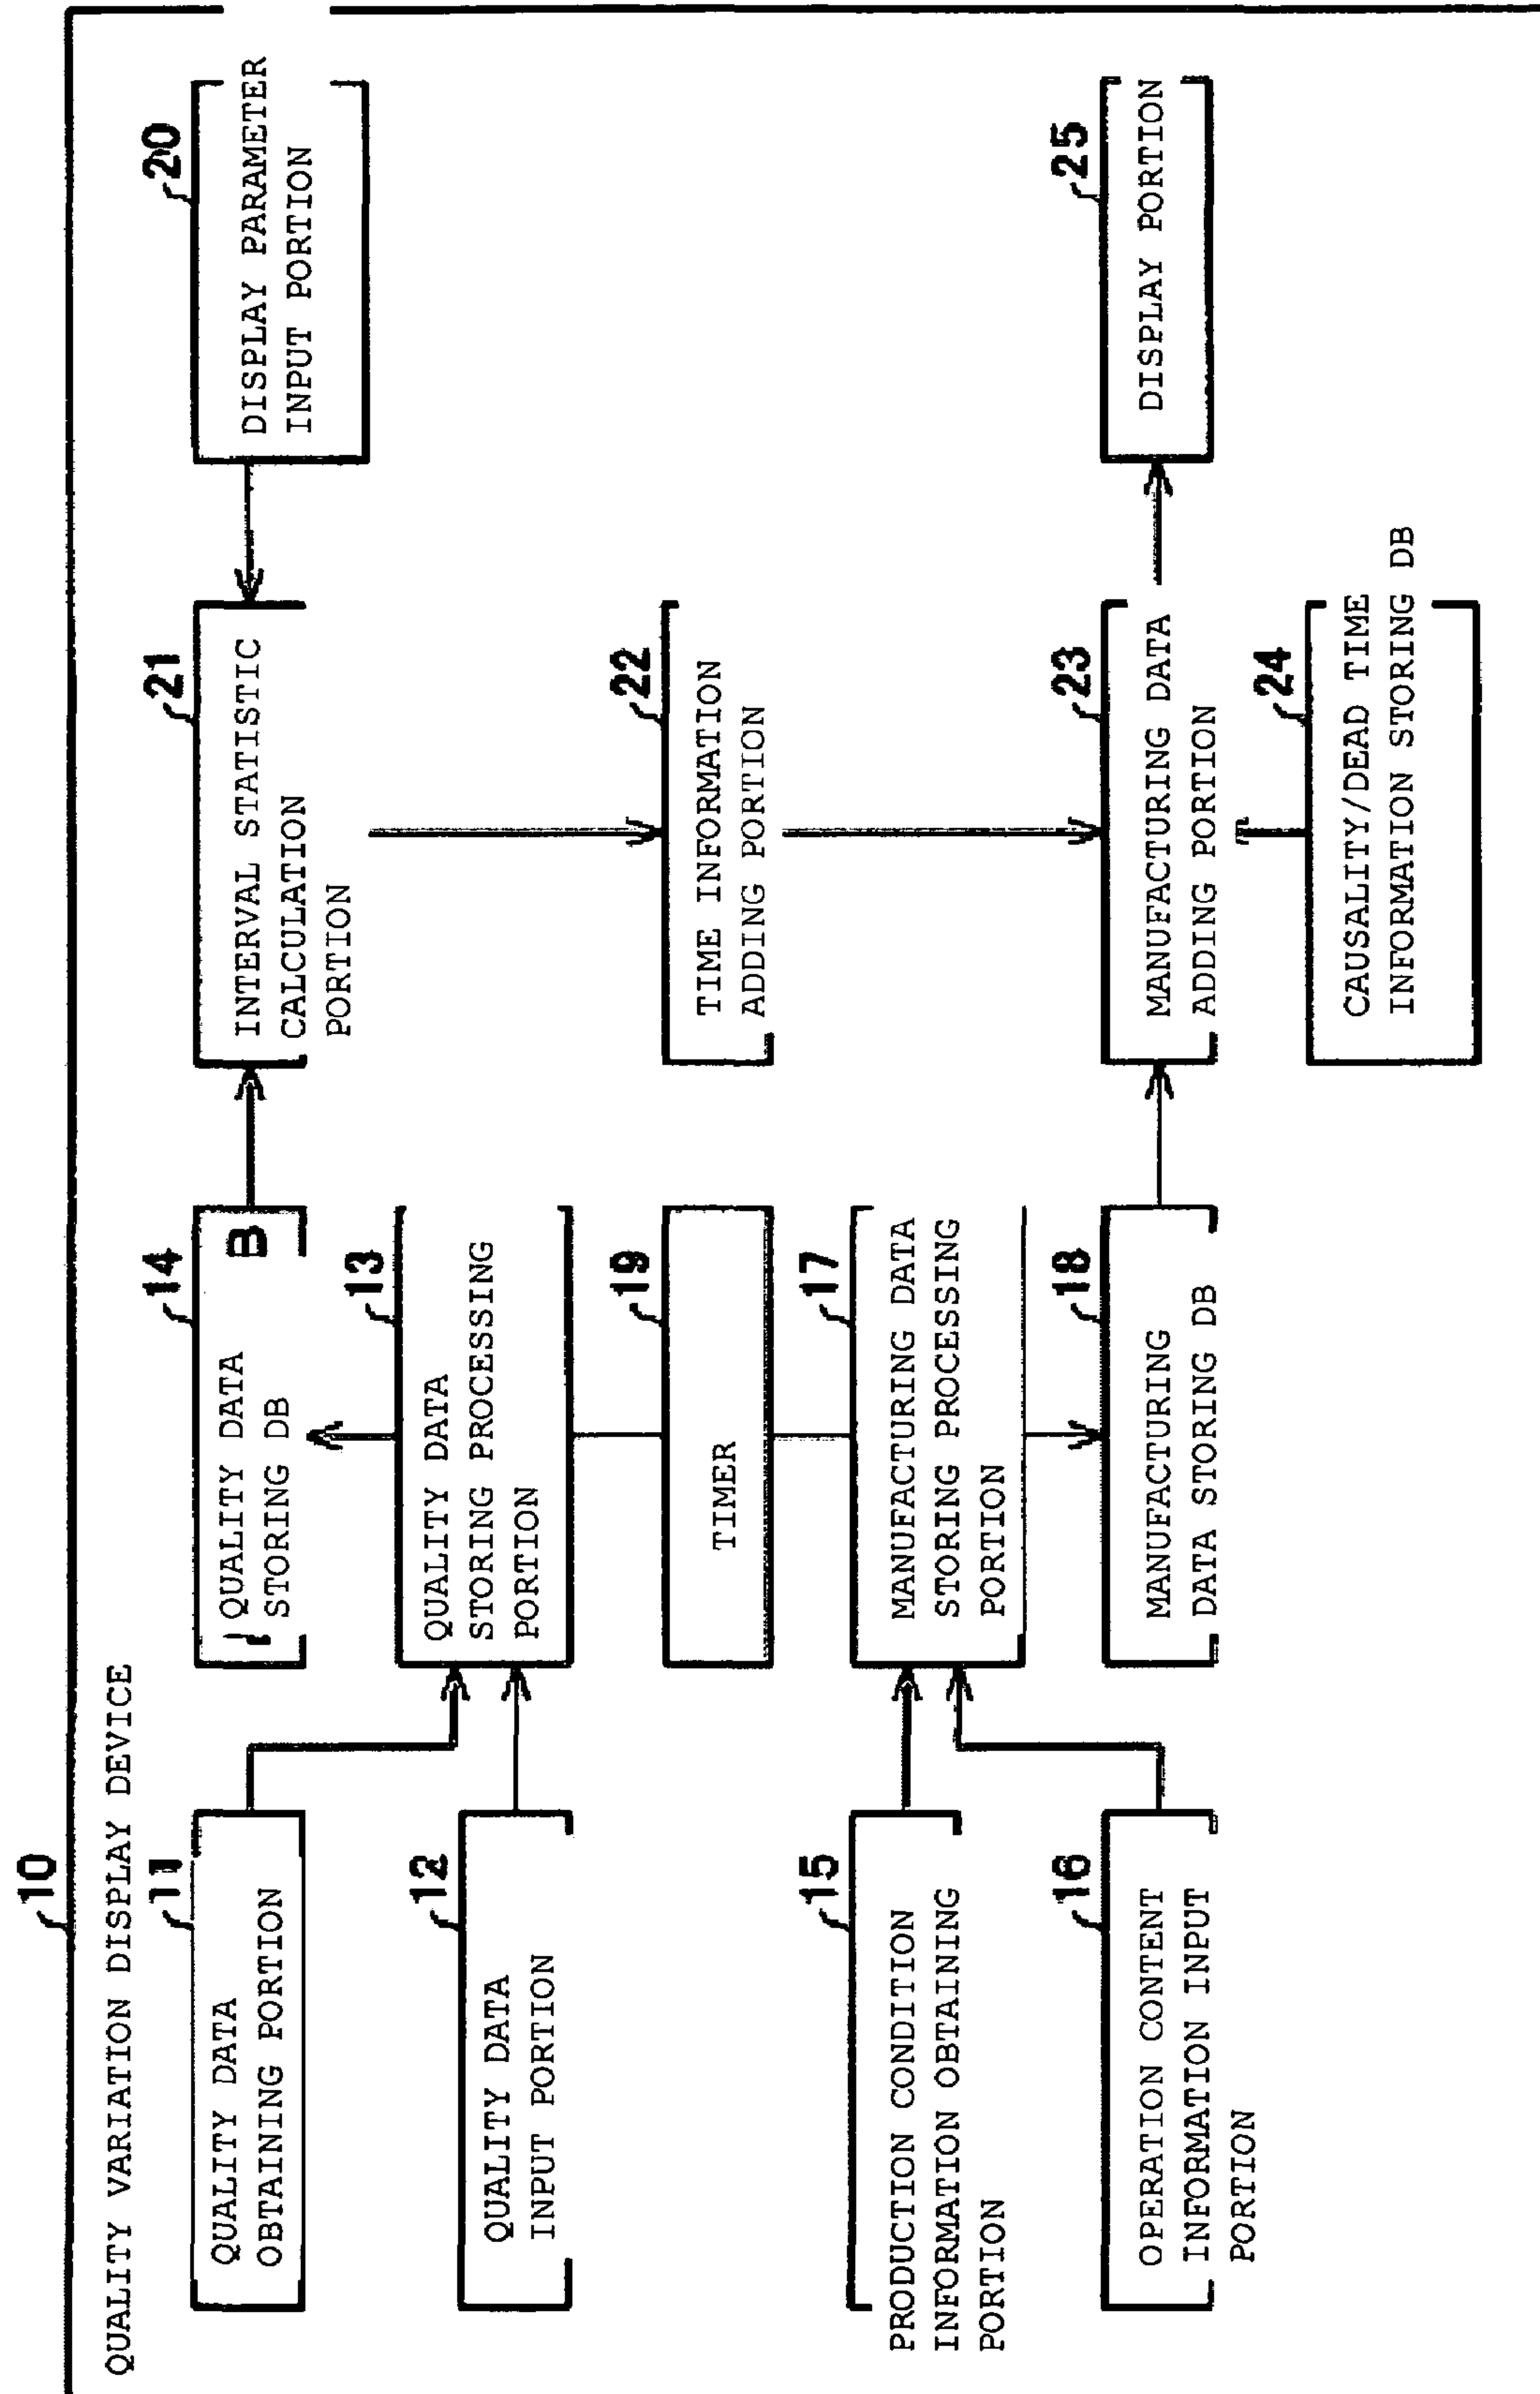 10
QUALITY VARIATION DISPLAY DEVICE
11
QUALITY DATA
OBTAINING PORTION
14
QUALITY DATA
STORING DB
B
21
INTERVAL STATISTIC
CALCULATION
PORTION
20
DISPLAY PARAMETER
INPUT PORTION
12
QUALITY DATA
INPUT PORTION
13
QUALITY DATA
STORING PROCESSING
PORTION
19
TIMER
22
TIME INFORMATION
ADDING PORTION
15
PRODUCTION CONDITION
INFORMATION OBTAINING
PORTION
17
MANUFACTURING DATA
STORING PROCESSING
PORTION
16
OPERATION CONTENT
INFORMATION INPUT
PORTION
18
MANUFACTURING
DATA STORING DB
23
MANUFACTURING DATA
ADDING PORTION
25
DISPLAY PORTION
24
CAUSALITY/DEAD TIME
INFORMATION STORING DB